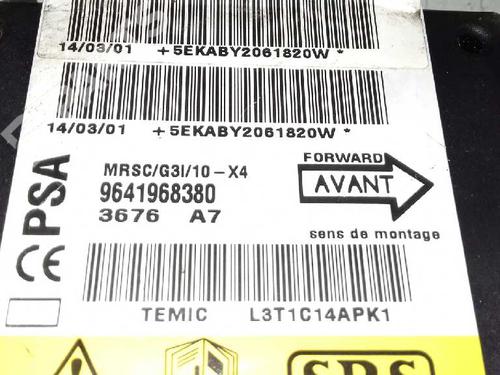 14/03/01 +5EKABY2061820W*
14/03/01 +5EKABY2061820W*
PSA
CE
MRSC/G3I/10-X4
9641968380
3676 A7
FORWARD
AVANT
sens de montage
TEMIC L3T1C14APK1
SRS